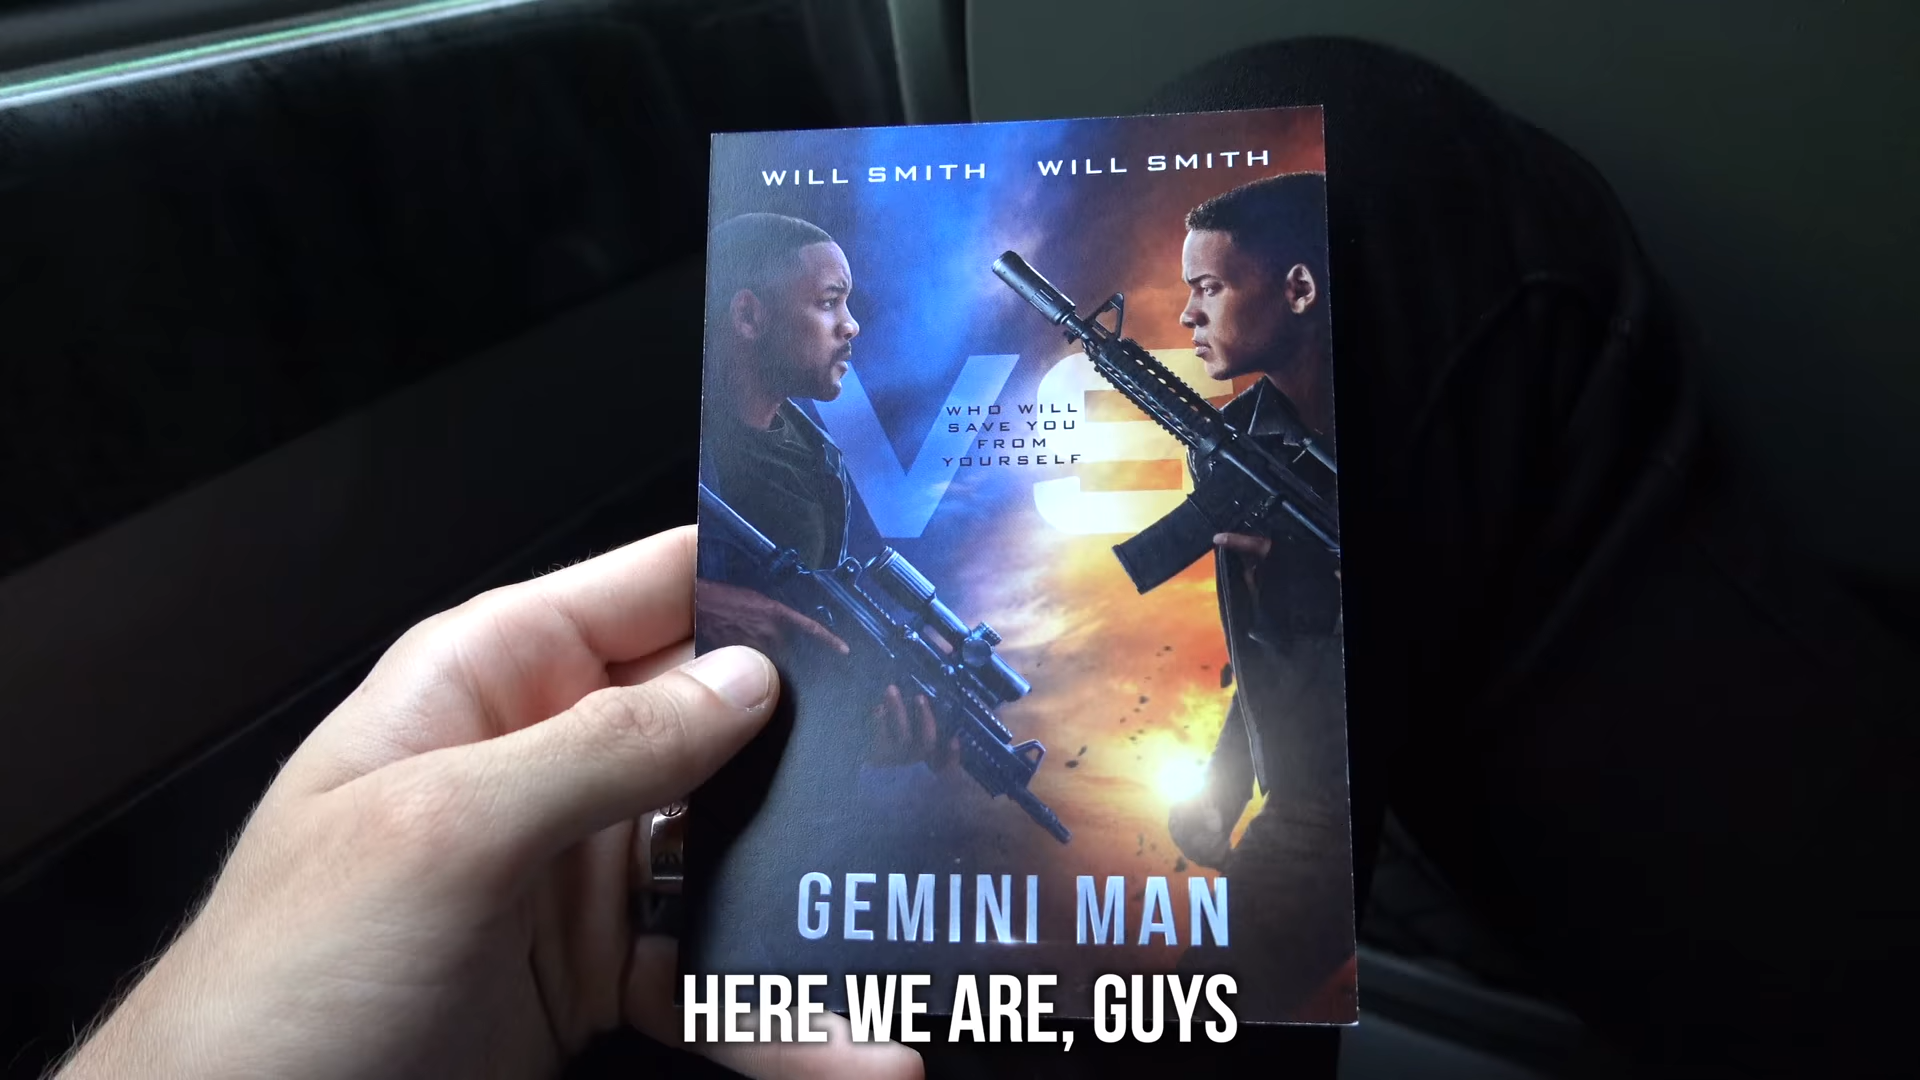 WILL SMITH WILL SMITH
VS
WHO WILL
SAVE YOU
FROM
YOURSELF
GEMINI MAN
HERE WE ARE, GUYS